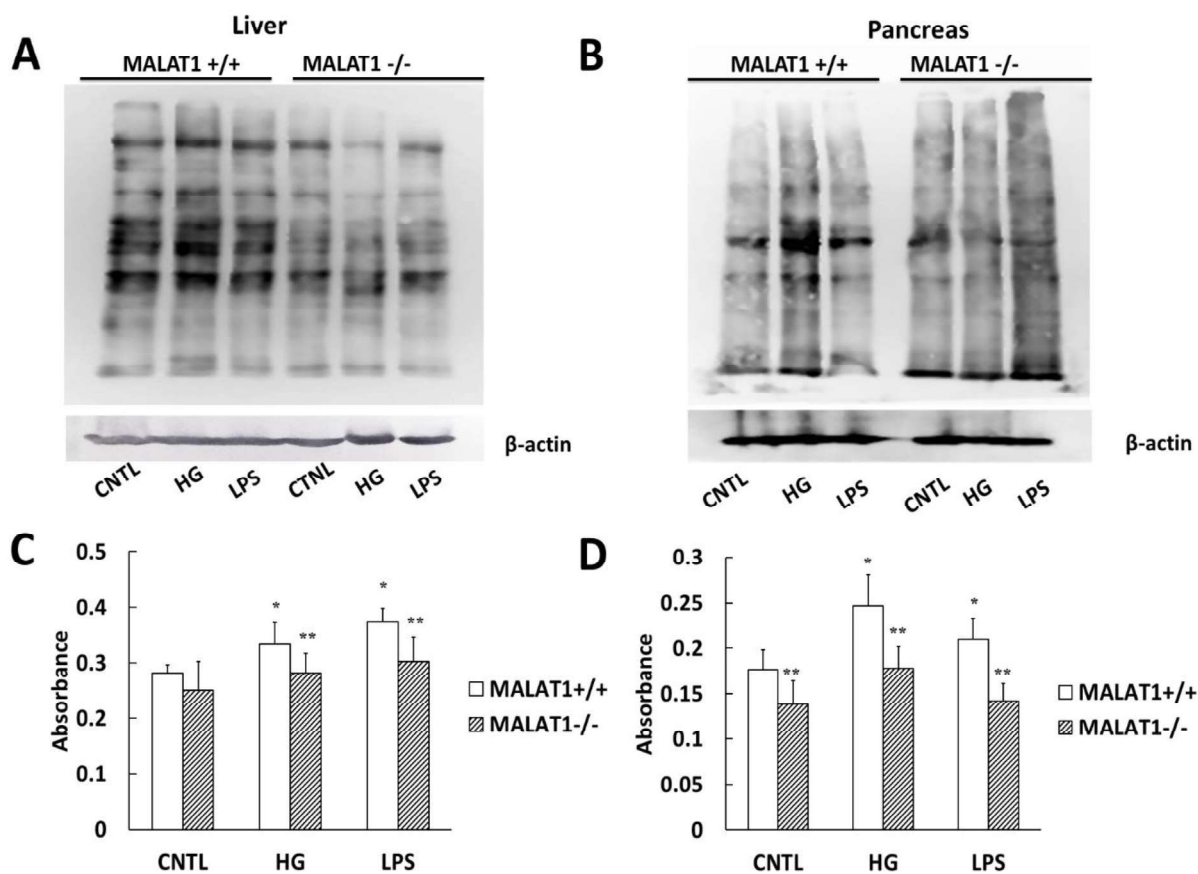 A
Liver
MALAT1 +/+ MALAT1 -/-
β-actin
CNTL HG LPS CTNL HG LPS
B
Pancreas
MALAT1 +/+ MALAT1 -/-
β-actin
CNTL HG LPS CNTL HG LPS
C
Absorbance
0.5
0.4
0.3
0.2
0.1
0
* **
* **
CNTL HG LPS
MALAT1+/+
MALAT1-/-
D
Absorbance
0.3
0.25
0.2
0.15
0.1
0.05
0
**
* **
* **
CNTL HG LPS
MALAT1+/+
MALAT1-/-